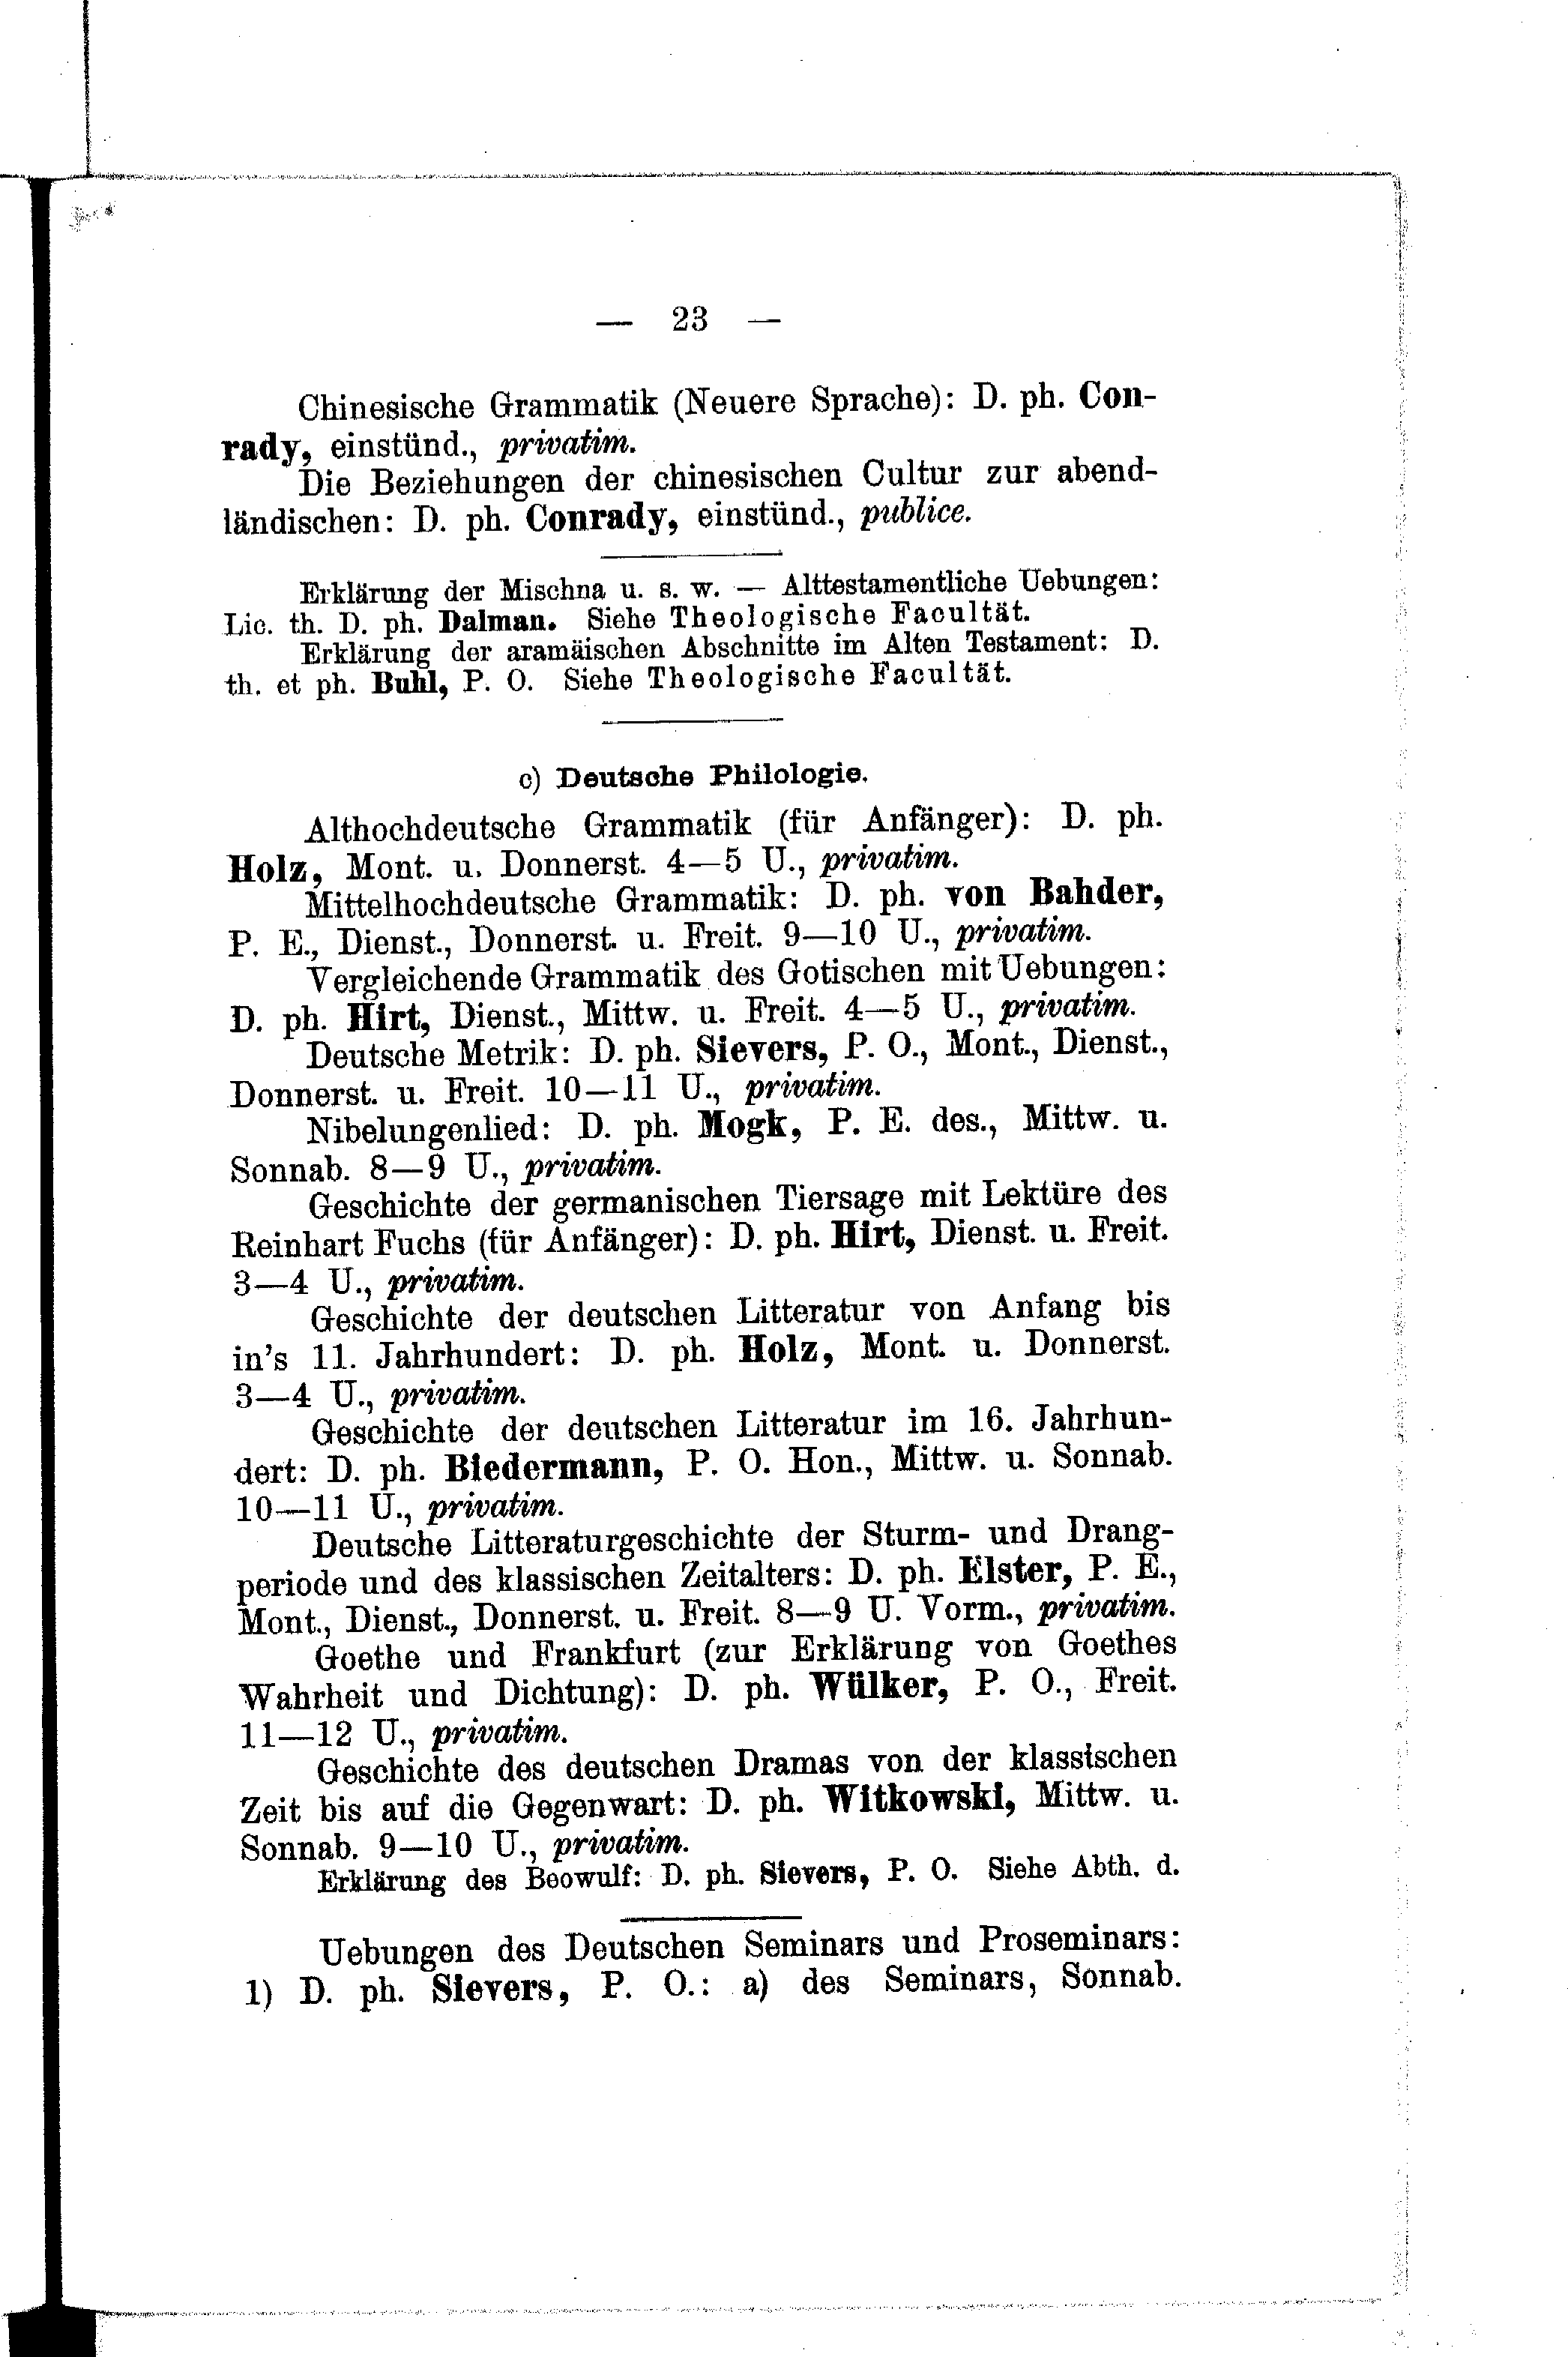 — 23 —
Chinesische Grammatik (Neuere Sprache): D. ph. Con-
rady, einstünd., privatim.
Die Beziehungen der chinesischen Cultur zur abend-
ländischen: D. ph. Conrady, einstünd., publice.
Erklärung der Mischna u. s. w. — Alttestamentliche Uebungen:
Lic. th. D. ph. Dalman. Siehe Theologische Facultät.
Erklärung der aramäischen Abschnitte im Alten Testament: D.
th. et ph. Buhl, P. O. Siehe Theologische Facultät.
c) Deutsche Philologie.
Althochdeutsche Grammatik (für Anfänger): D. ph.
Holz, Mont. u. Donnerst. 4—5 U., privatim.
Mittelhochdeutsche Grammatik: D. ph. von Bahder,
P. E., Dienst., Donnerst. u. Freit. 9—10 U., privatim.
Vergleichende Grammatik des Gotischen mit Uebungen:
D. ph. Hirt, Dienst., Mittw. u. Freit. 4—5 U., privatim.
Deutsche Metrik: D. ph. Sievers, P. O., Mont., Dienst.,
Donnerst. u. Freit. 10—11 U., privatim.
Nibelungenlied: D. ph. Mogk, P. E. des., Mittw. u.
Sonnab. 8—9 U., privatim.
Geschichte der germanischen Tiersage mit Lektüre des
Reinhart Fuchs (für Anfänger): D. ph. Hirt, Dienst. u. Freit.
3—4 U., privatim.
Geschichte der deutschen Litteratur von Anfang bis
in's 11. Jahrhundert: D. ph. Holz, Mont. u. Donnerst.
3—4 U., privatim.
Geschichte der deutschen Litteratur im 16. Jahrhun-
dert: D. ph. Biedermann, P. O. Hon., Mittw. u. Sonnab.
10—11 U., privatim.
Deutsche Litteraturgeschichte der Sturm- und Drang-
periode und des klassischen Zeitalters: D. ph. Elster, P. E.,
Mont., Dienst., Donnerst. u. Freit. 8—9 U. Vorm., privatim.
Goethe und Frankfurt (zur Erklärung von Goethes
Wahrheit und Dichtung): D. ph. Wülker, P. O., Freit.
11—12 U., privatim.
Geschichte des deutschen Dramas von der klassischen
Zeit bis auf die Gegenwart: D. ph. Witkowski, Mittw. u.
Sonnab. 9—10 U., privatim.
Erklärung des Beowulf: D. ph. Sievers, P. O. Siehe Abth. d.
Uebungen des Deutschen Seminars und Proseminars:
1) D. ph. Sievers, P. O.: a) des Seminars, Sonnab.